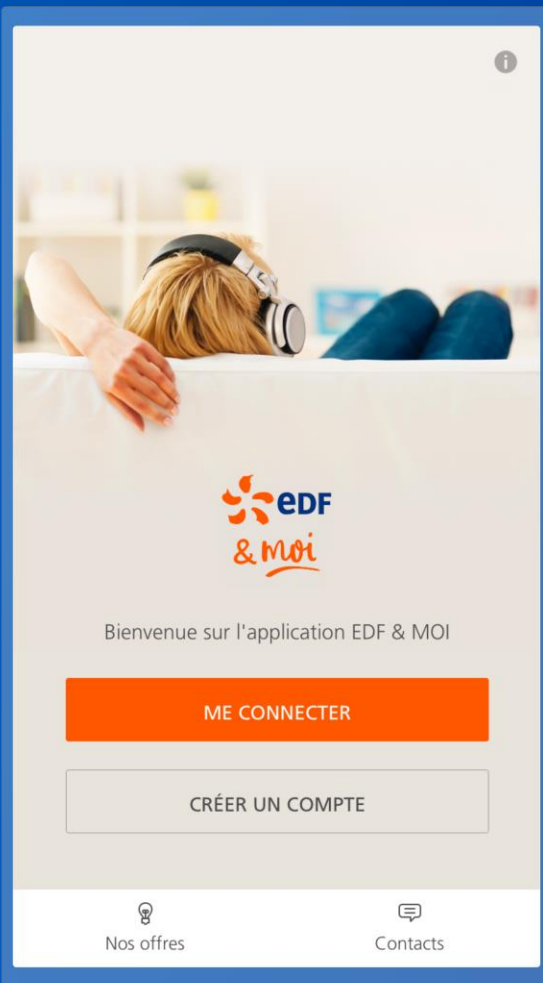 eDF
& moi
Bienvenue sur l'application EDF & MOI
ME CONNECTER
CRÉER UN COMPTE
Nos offres
Contacts